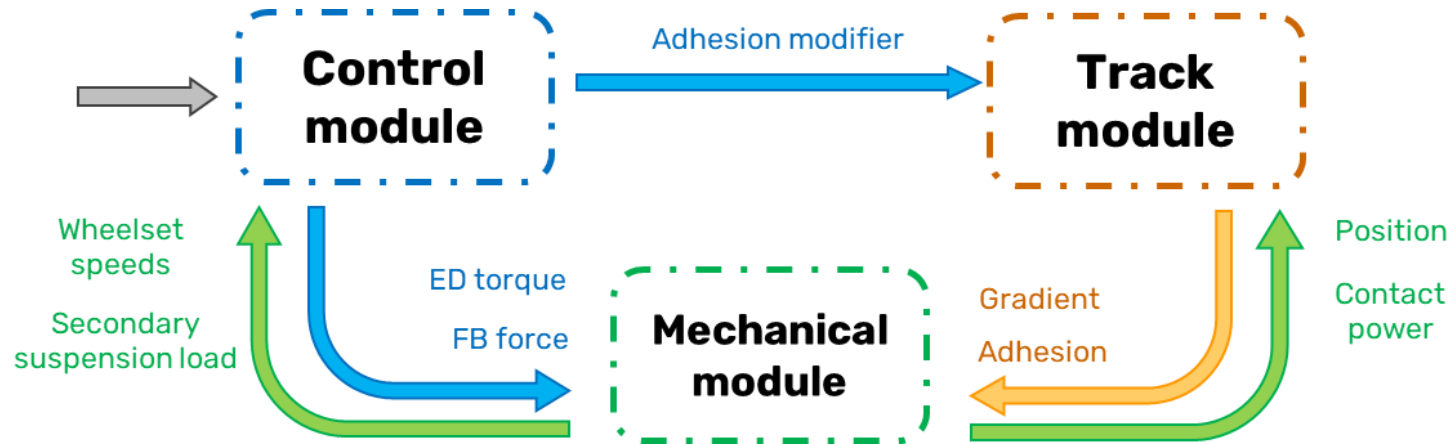 Control
module
Adhesion modifier
Track
module
Wheelset
speeds
Secondary
suspension load
ED torque
FB force
Mechanical
module
Gradient
Adhesion
Position
Contact
power